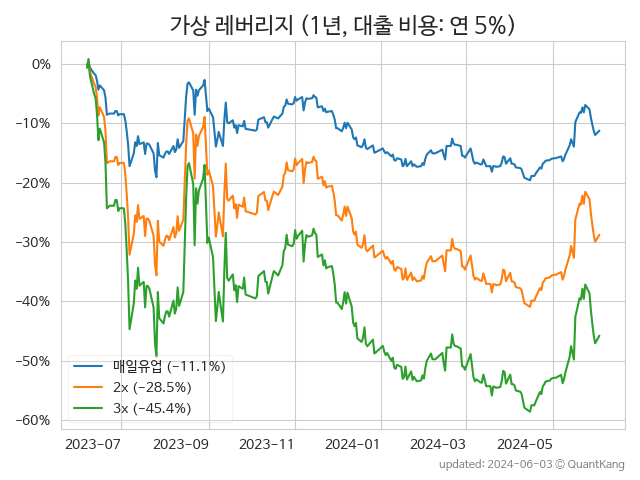 가상 레버리지 (1년, 대출 비용: 연 5%)
0%
−10%
−20%
−30%
−40%
−50%
−60%
매일유업 (−11.1%)
2x (−28.5%)
3x (−45.4%)
2023-07 2023-09 2023-11 2024-01 2024-03 2024-05
updated: 2024-06-03 © QuantKang